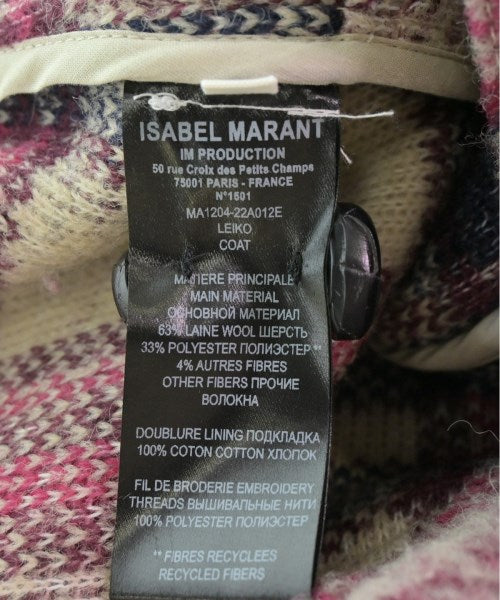 ISABEL MARANT
IM PRODUCTION
50 rue Croix des Petits Champs
75001 PARIS - FRANCE
N°1501
MA1204-22A012E
LEIKO
COAT
MATIERE PRINCIPALE
MAIN MATERIAL
ОСНОВНОЙ МАТЕРИАЛ
63% LAINE WOOL ШЕРСТЬ
33% POLYESTER ПОЛИЭСТЕР **
4% AUTRES FIBRES
OTHER FIBERS ПРОЧИЕ
ВОЛОКНА
DOUBLURE LINING ПОДКЛАДКА
100% COTON COTTON ХЛОПОК
FIL DE BRODERIE EMBROIDERY
THREADS ВЫШИВАЛЬНЫЕ НИТИ
100% POLYESTER ПОЛИЭСТЕР
** FIBRES RECYCLEES
RECYCLED FIBERS